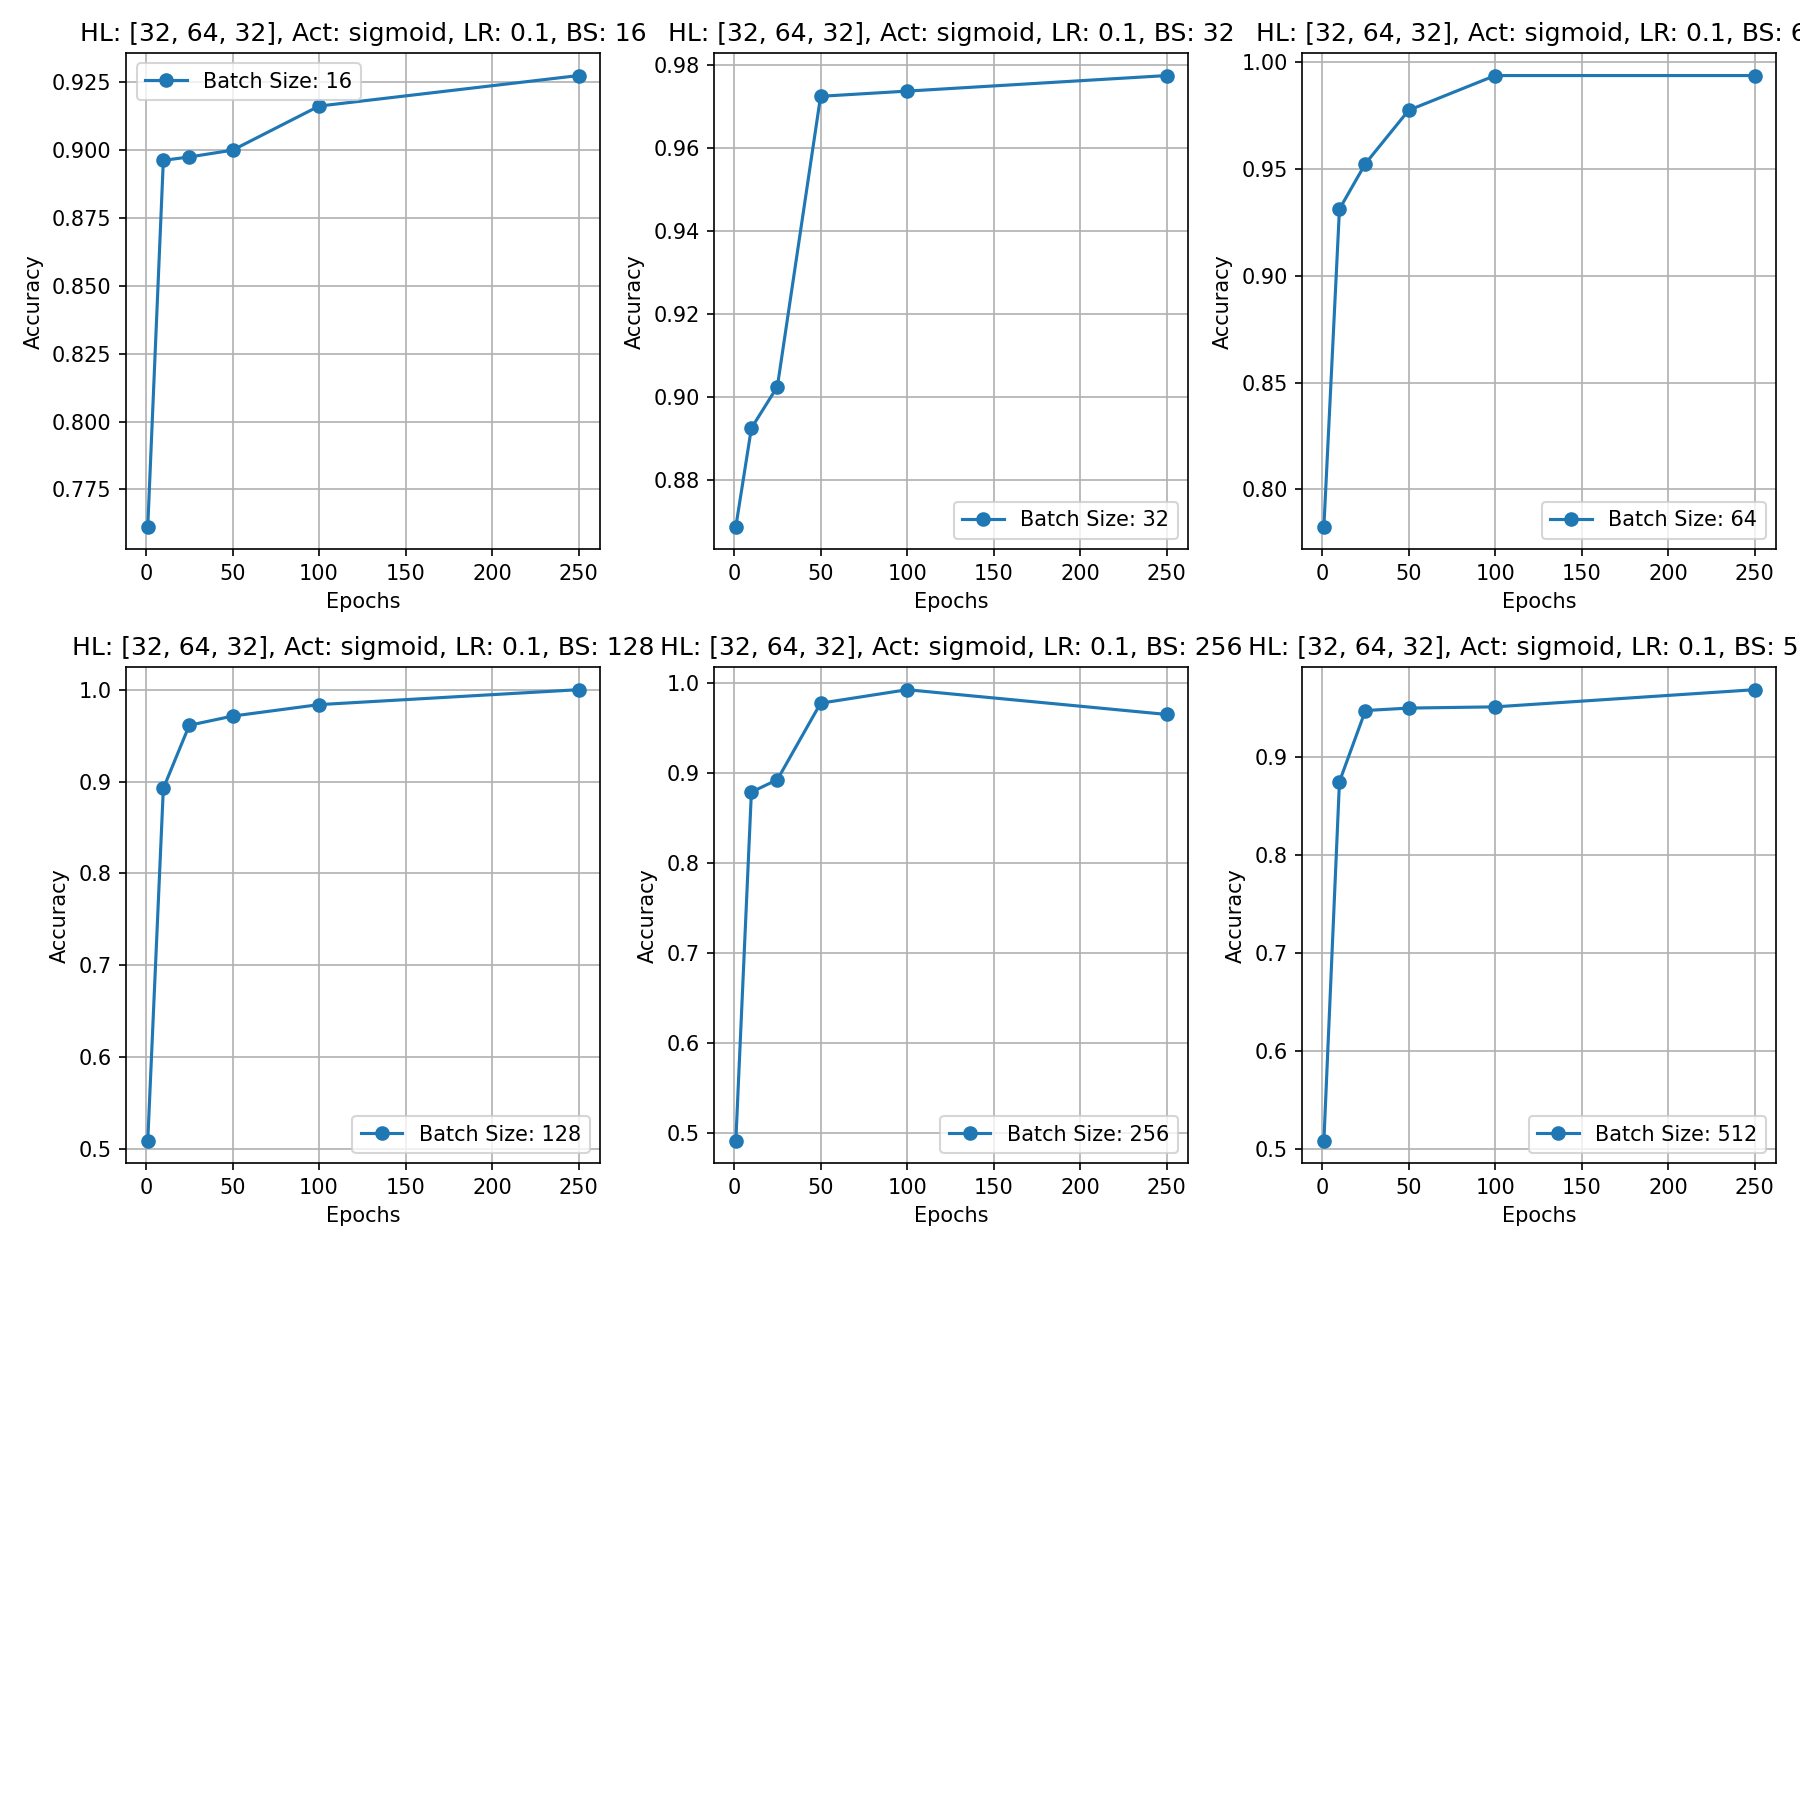 HL: [32, 64, 32], Act: sigmoid, LR: 0.1, BS: 16
0.925
0.900
0.875
0.850
0.825
0.800
0.775
Accuracy
Batch Size: 16
0 50 100 150 200 250
Epochs
HL: [32, 64, 32], Act: sigmoid, LR: 0.1, BS: 32
0.98
0.96
0.94
0.92
0.90
0.88
Accuracy
Batch Size: 32
0 50 100 150 200 250
Epochs
HL: [32, 64, 32], Act: sigmoid, LR: 0.1, BS: 6
1.00
0.95
0.90
0.85
0.80
Accuracy
Batch Size: 64
0 50 100 150 200 250
Epochs
HL: [32, 64, 32], Act: sigmoid, LR: 0.1, BS: 128
1.0
0.9
0.8
0.7
0.6
0.5
Accuracy
Batch Size: 128
0 50 100 150 200 250
Epochs
HL: [32, 64, 32], Act: sigmoid, LR: 0.1, BS: 256
1.0
0.9
0.8
0.7
0.6
0.5
Accuracy
Batch Size: 256
0 50 100 150 200 250
Epochs
HL: [32, 64, 32], Act: sigmoid, LR: 0.1, BS: 5
0.9
0.8
0.7
0.6
0.5
Accuracy
Batch Size: 512
0 50 100 150 200 250
Epochs